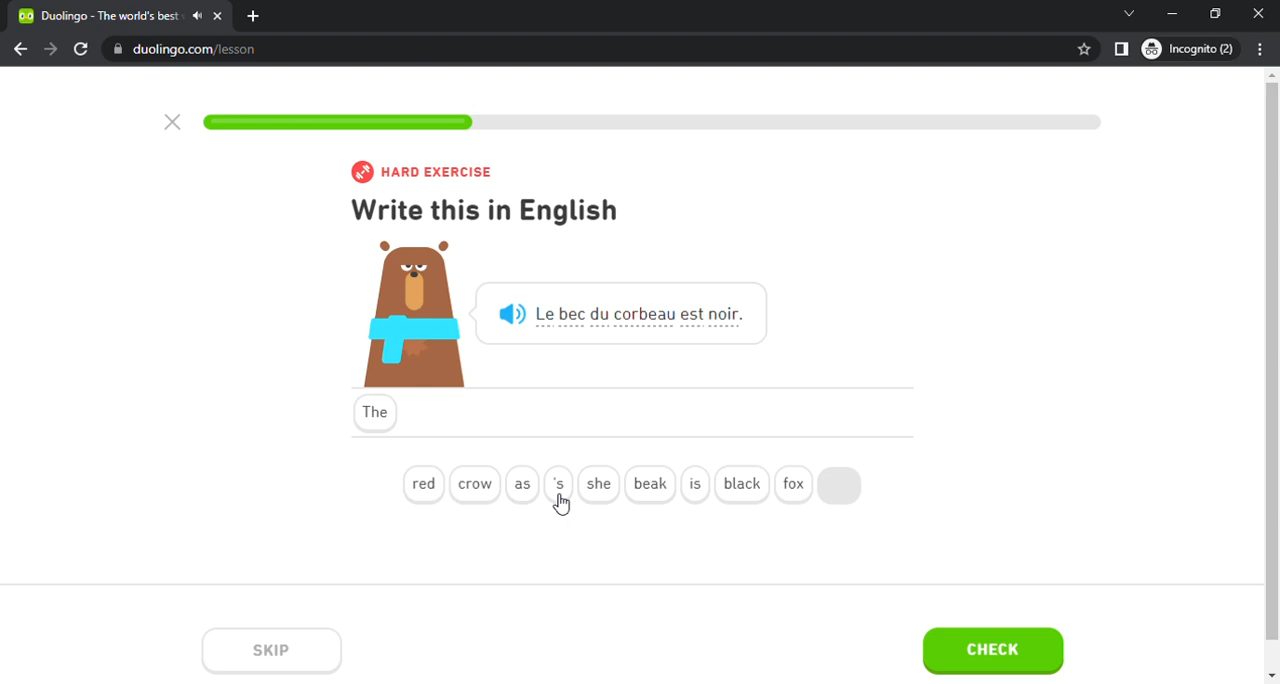 Duolingo - The world's best
duolingo.com/lesson
Incognito (2)
HARD EXERCISE
Write this in English
Le bec du corbeau est noir.
The
red crow as 's she beak is black fox
SKIP
CHECK